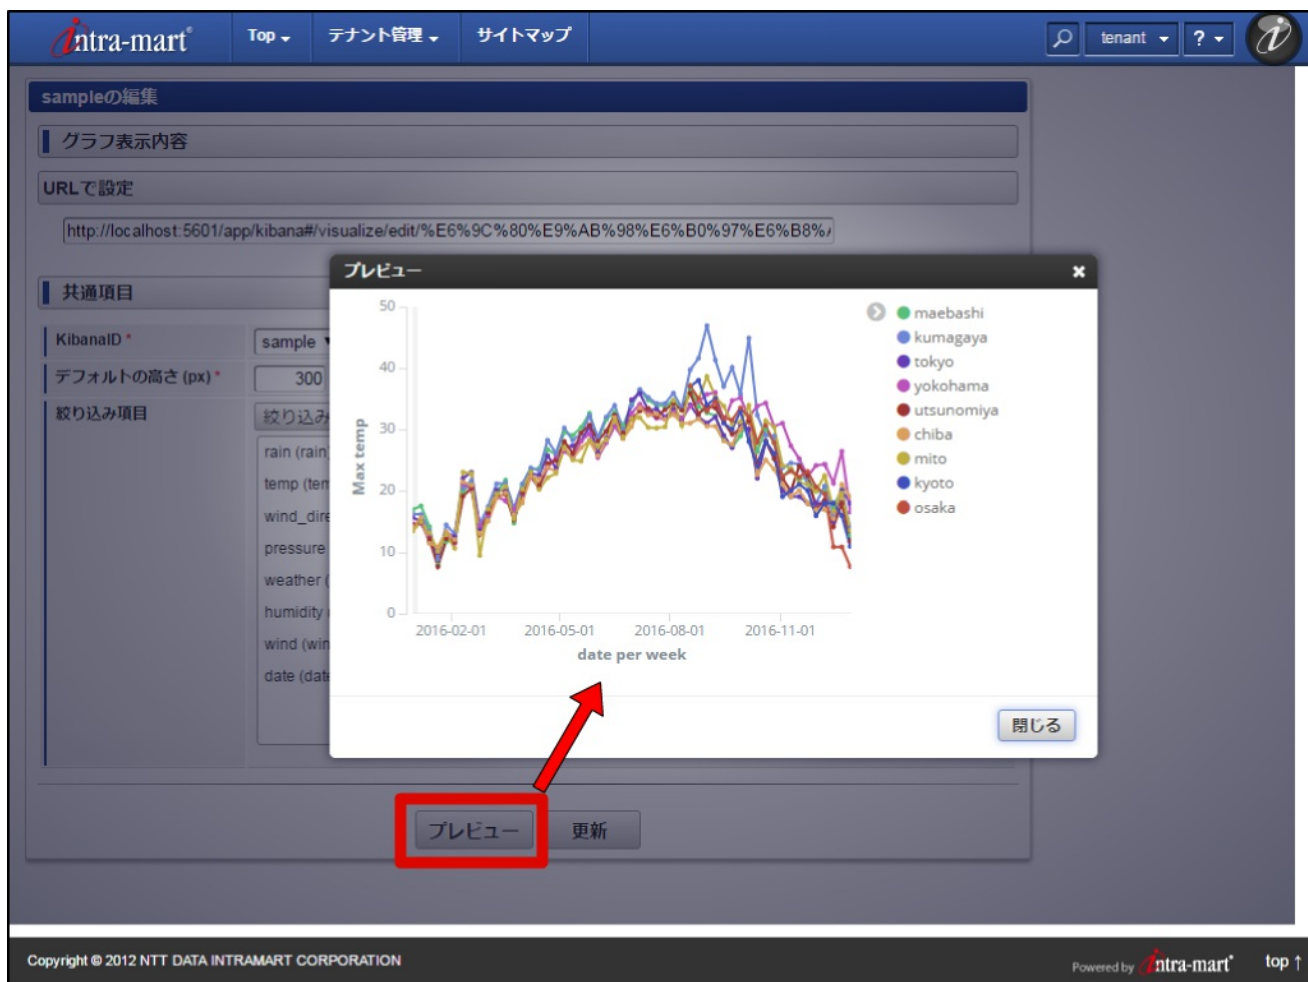 intra-mart® Top テナント管理 サイトマップ tenant ?
sampleの編集
グラフ表示内容
URLで設定
http://localhost:5601/app/kibana#/visualize/edit/%E6%9C%80%E9%AB%98%E6%B0%97%E6%B8%
共通項目
KibanaID * sample
デフォルトの高さ (px) * 300
絞り込み項目
絞り込み
rain (rain)
temp (tem
wind_dire
pressure
weather (
humidity
wind (win
date (date
プレビュー ×
50
40
30
20
10
0
Max temp
2016-02-01 2016-05-01 2016-08-01 2016-11-01
date per week
maebashi
kumagaya
tokyo
yokohama
utsunomiya
chiba
mito
kyoto
osaka
閉じる
プレビュー 更新
Copyright © 2012 NTT DATA INTRAMART CORPORATION
Powered by intra-mart® top ↑